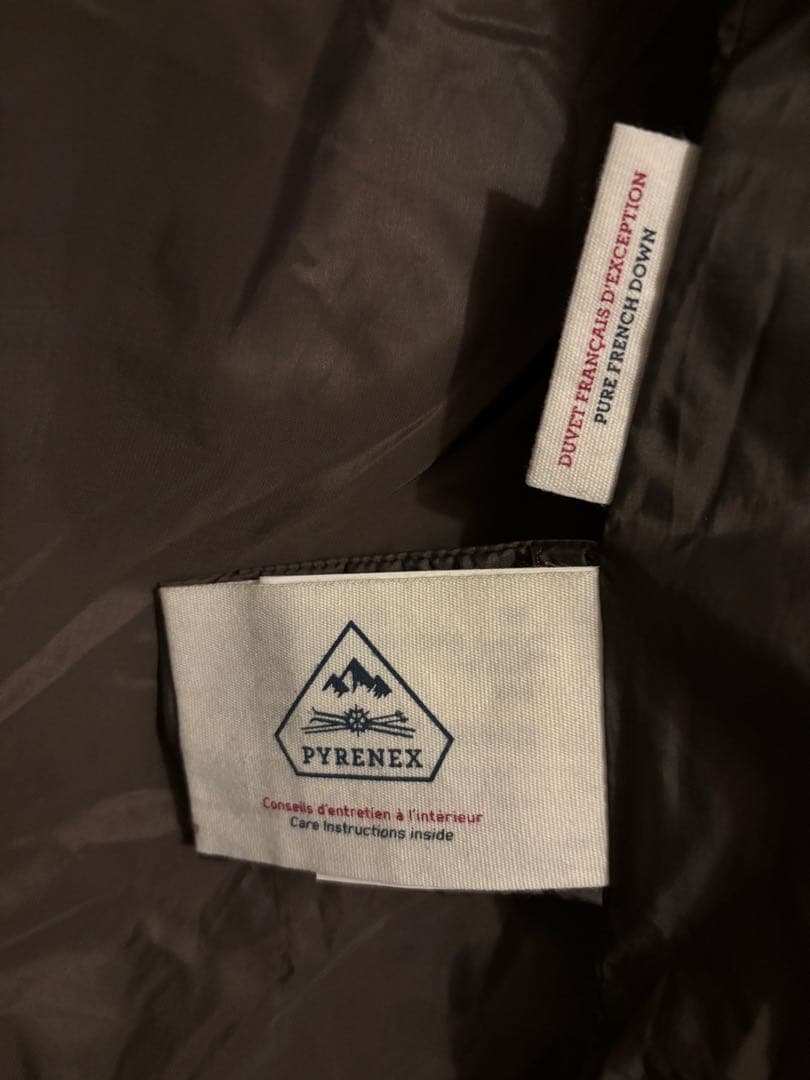 DUVET FRANÇAIS D'EXCEPTION
PURE FRENCH DOWN
PYRENEX
Conseils d'entretien à l'intérieur
Care Instructions inside